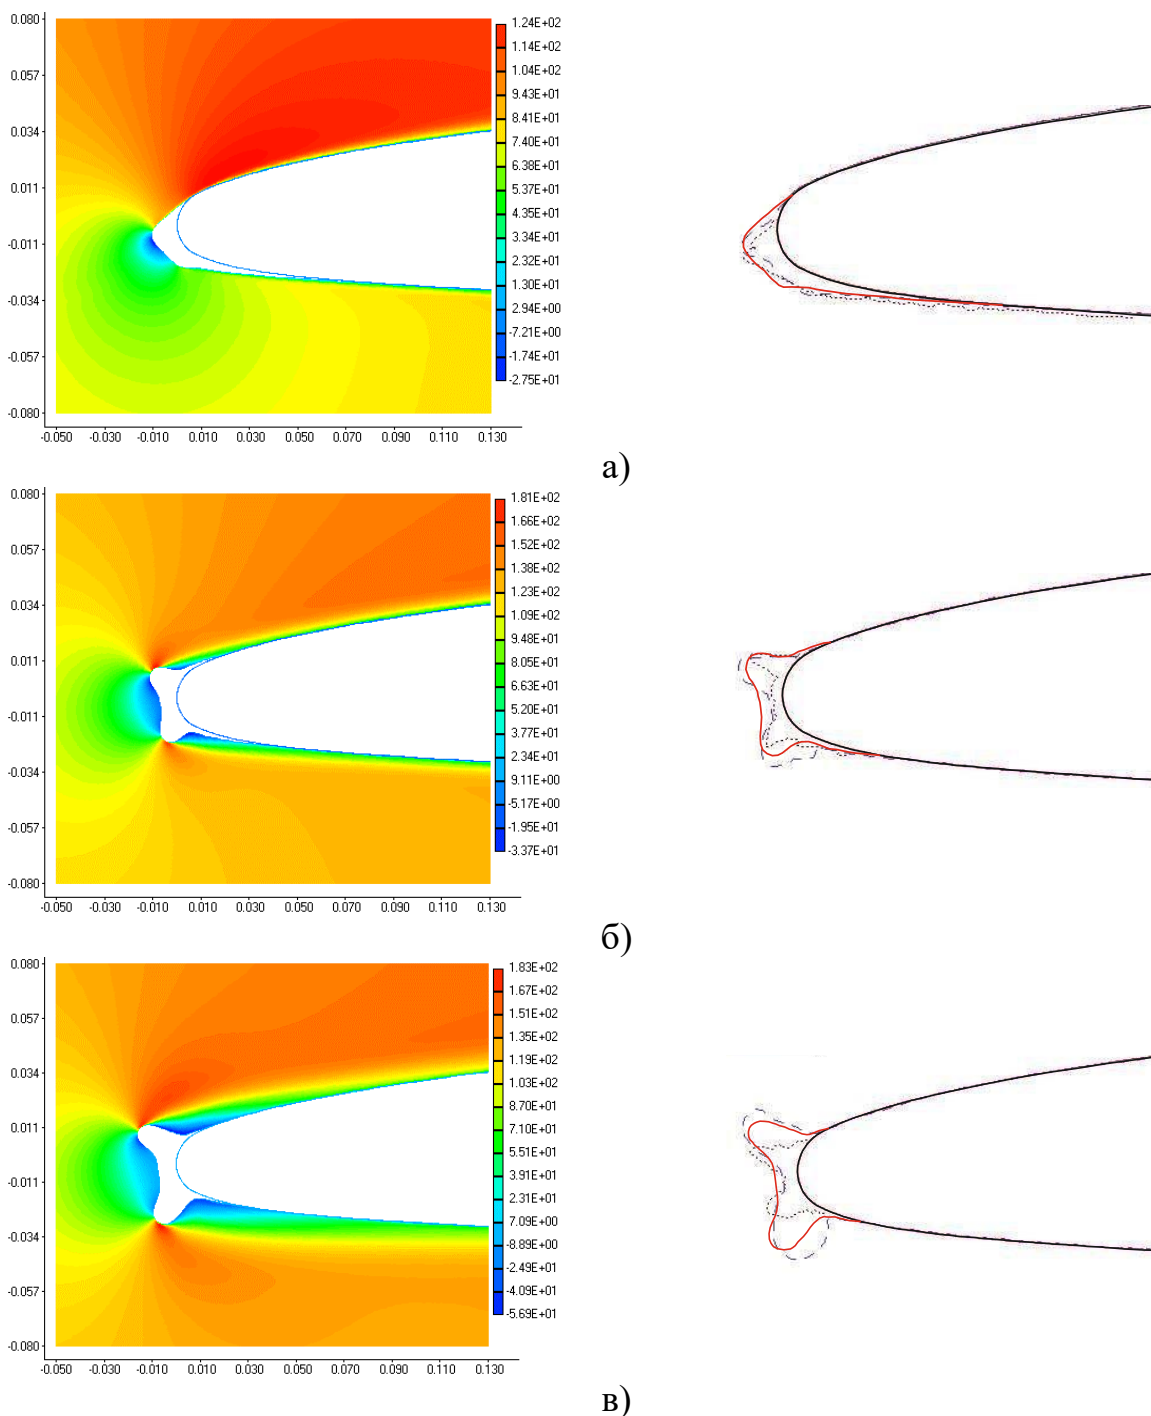 0.080
0.057
0.034
0.011
-0.011
-0.034
-0.057
-0.080
-0.050 -0.030 -0.010 0.010 0.030 0.050 0.070 0.090 0.110 0.130
1.24E+02
1.14E+02
1.04E+02
9.43E+01
8.41E+01
7.40E+01
6.38E+01
5.37E+01
4.35E+01
3.34E+01
2.32E+01
1.30E+01
2.94E+00
-7.21E+00
-1.74E+01
-2.75E+01
а)
0.080
0.057
0.034
0.011
-0.011
-0.034
-0.057
-0.080
-0.050 -0.030 -0.010 0.010 0.030 0.050 0.070 0.090 0.110 0.130
1.81E+02
1.66E+02
1.52E+02
1.38E+02
1.23E+02
1.09E+02
9.48E+01
8.05E+01
6.63E+01
5.20E+01
3.77E+01
2.34E+01
9.11E+00
-5.17E+00
-1.95E+01
-3.37E+01
б)
0.080
0.057
0.034
0.011
-0.011
-0.034
-0.057
-0.080
-0.050 -0.030 -0.010 0.010 0.030 0.050 0.070 0.090 0.110 0.130
1.83E+02
1.67E+02
1.51E+02
1.35E+02
1.19E+02
1.03E+02
8.70E+01
7.10E+01
5.51E+01
3.91E+01
2.31E+01
7.09E+00
-8.89E+00
-2.49E+01
-4.09E+01
-5.69E+01
в)